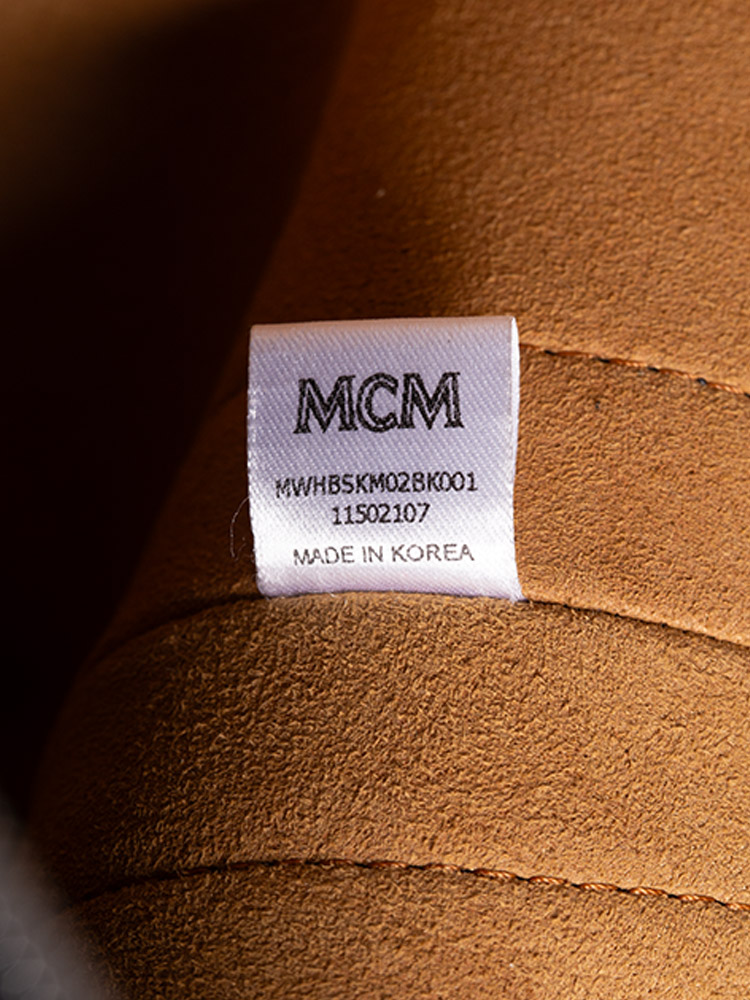 MCM
MWHBSKM02BK001
11502107
MADE IN KOREA